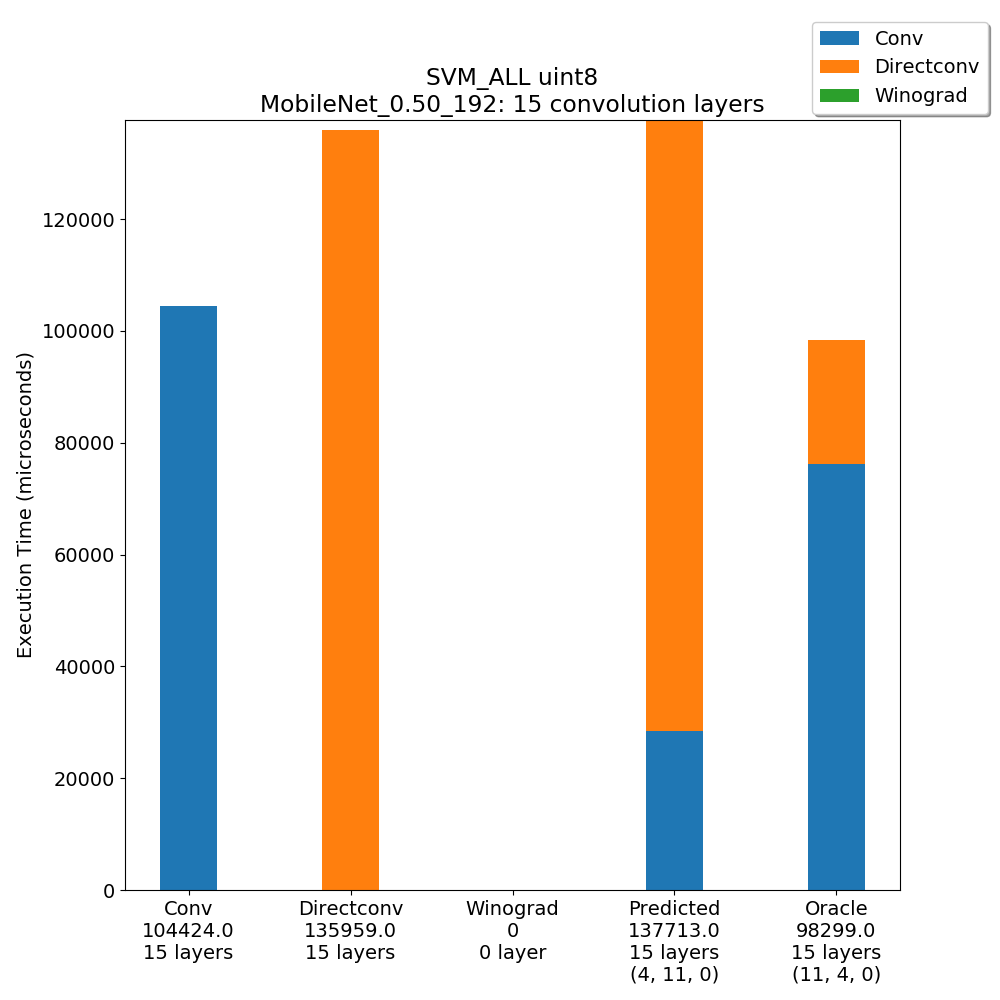 Conv
Directconv
Winograd
SVM_ALL uint8
MobileNet_0.50_192: 15 convolution layers
Execution Time (microseconds)
120000
100000
80000
60000
40000
20000
0
Conv Directconv Winograd Predicted Oracle
104424.0 135959.0 0 137713.0 98299.0
15 layers 15 layers 0 layer 15 layers 15 layers
(4, 11, 0) (11, 4, 0)